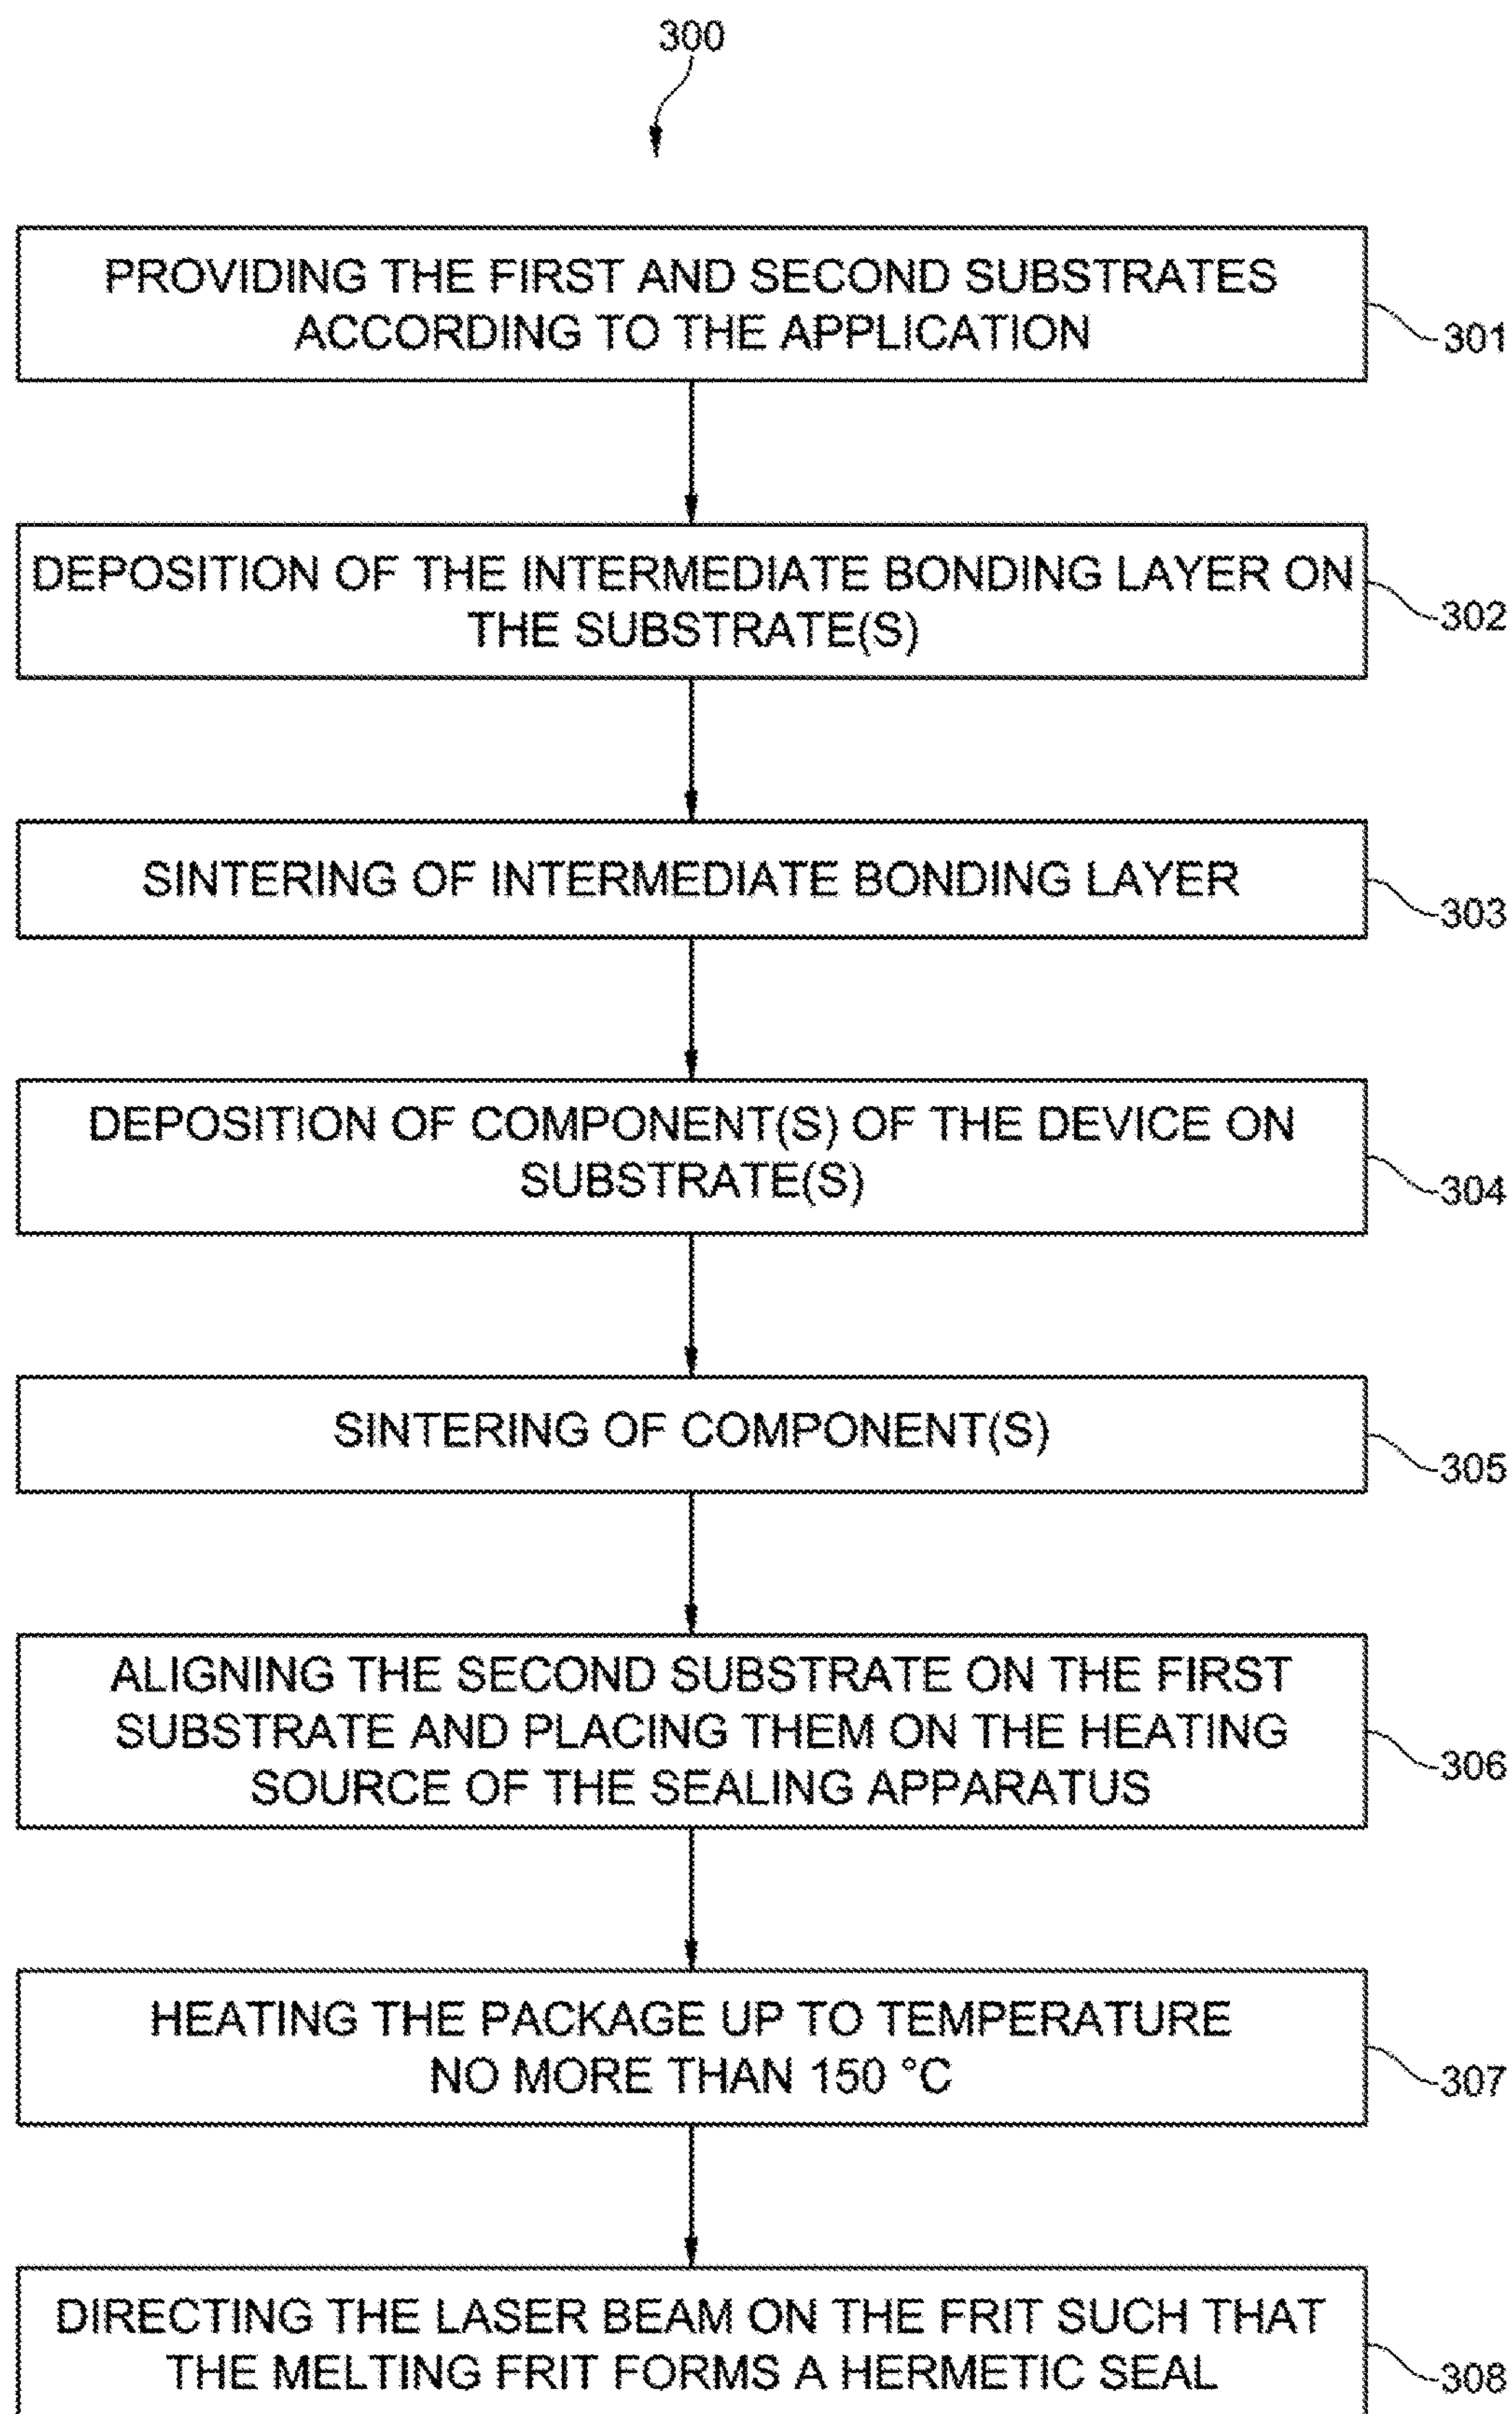 300
PROVIDING THE FIRST AND SECOND SUBSTRATES
ACCORDING TO THE APPLICATION
301
DEPOSITION OF THE INTERMEDIATE BONDING LAYER ON
THE SUBSTRATE(S)
302
SINTERING OF INTERMEDIATE BONDING LAYER
303
DEPOSITION OF COMPONENT(S) OF THE DEVICE ON
SUBSTRATE(S)
304
SINTERING OF COMPONENT(S)
305
ALIGNING THE SECOND SUBSTRATE ON THE FIRST
SUBSTRATE AND PLACING THEM ON THE HEATING
SOURCE OF THE SEALING APPARATUS
306
HEATING THE PACKAGE UP TO TEMPERATURE
NO MORE THAN 150 °C
307
DIRECTING THE LASER BEAM ON THE FRIT SUCH THAT
THE MELTING FRIT FORMS A HERMETIC SEAL
308